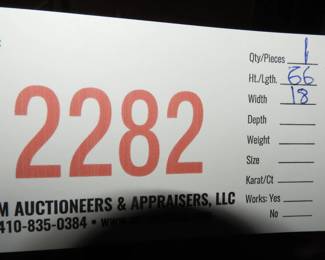 Qty/Pieces 1
Ht./Lgth. 66
Width 18
Depth
Weight
Size
Karat/Ct
Works: Yes
No
2282
M AUCTIONEERS & APPRAISERS, LLC
410-835-0384 •